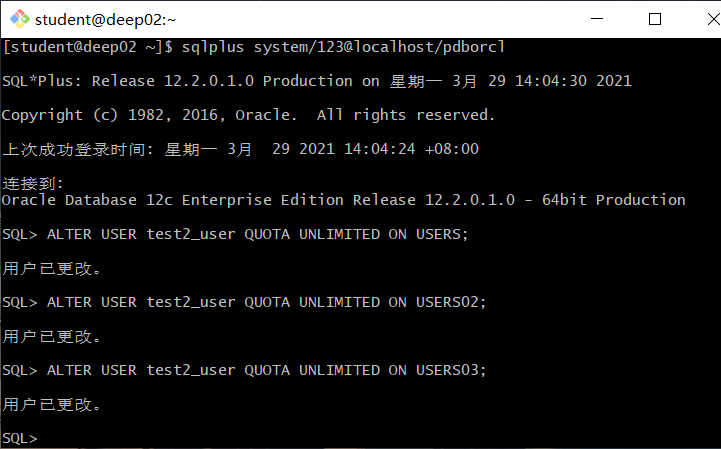 student@deep02:~
[student@deep02 ~]$ sqlplus system/123@localhost/pdborcl
SQL*Plus: Release 12.2.0.1.0 Production on 星期一 3月 29 14:04:30 2021
Copyright (c) 1982, 2016, Oracle.  All rights reserved.
上次成功登录时间: 星期一 3月  29 2021 14:04:24 +08:00
连接到:
Oracle Database 12c Enterprise Edition Release 12.2.0.1.0 - 64bit Production
SQL> ALTER USER test2_user QUOTA UNLIMITED ON USERS;
用户已更改。
SQL> ALTER USER test2_user QUOTA UNLIMITED ON USERS02;
用户已更改。
SQL> ALTER USER test2_user QUOTA UNLIMITED ON USERS03;
用户已更改。
SQL>